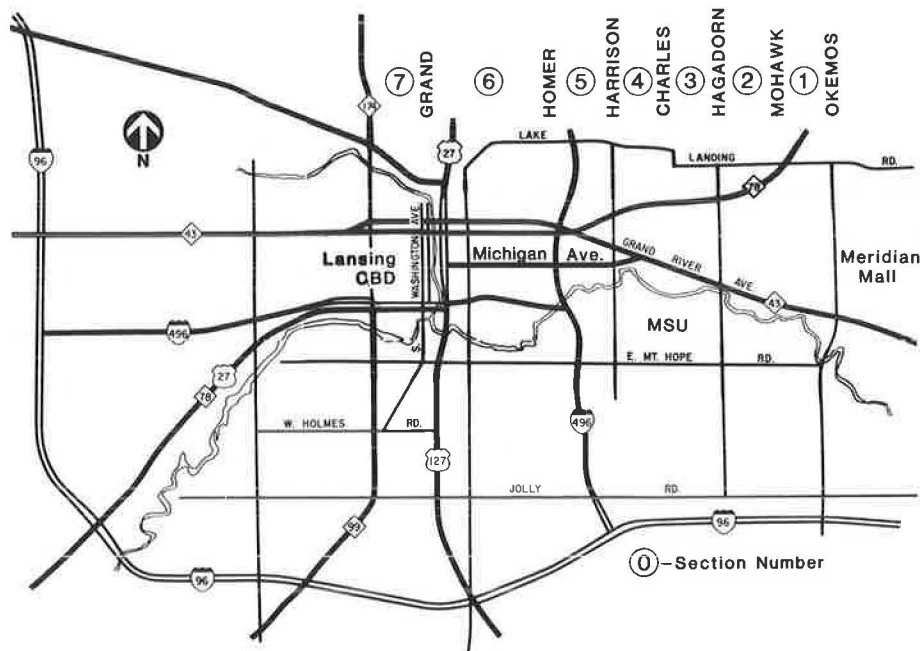 7 GRAND 6 HOMER 5 HARRISON 4 CHARLES 3 HAGADORN 2 MOHAWK 1 OKEMOS
174
N
96
27
LAKE LANSING RD.
78
43
WASHINGTON AVE
S.
Lansing
CBD
Michigan Ave.
GRAND RIVER AVE
43
Meridian
Mall
MSU
496
27
78
E. MT. HOPE RD.
W. HOLMES RD.
496
127
JOLLY RD.
99
96
96
0-Section Number